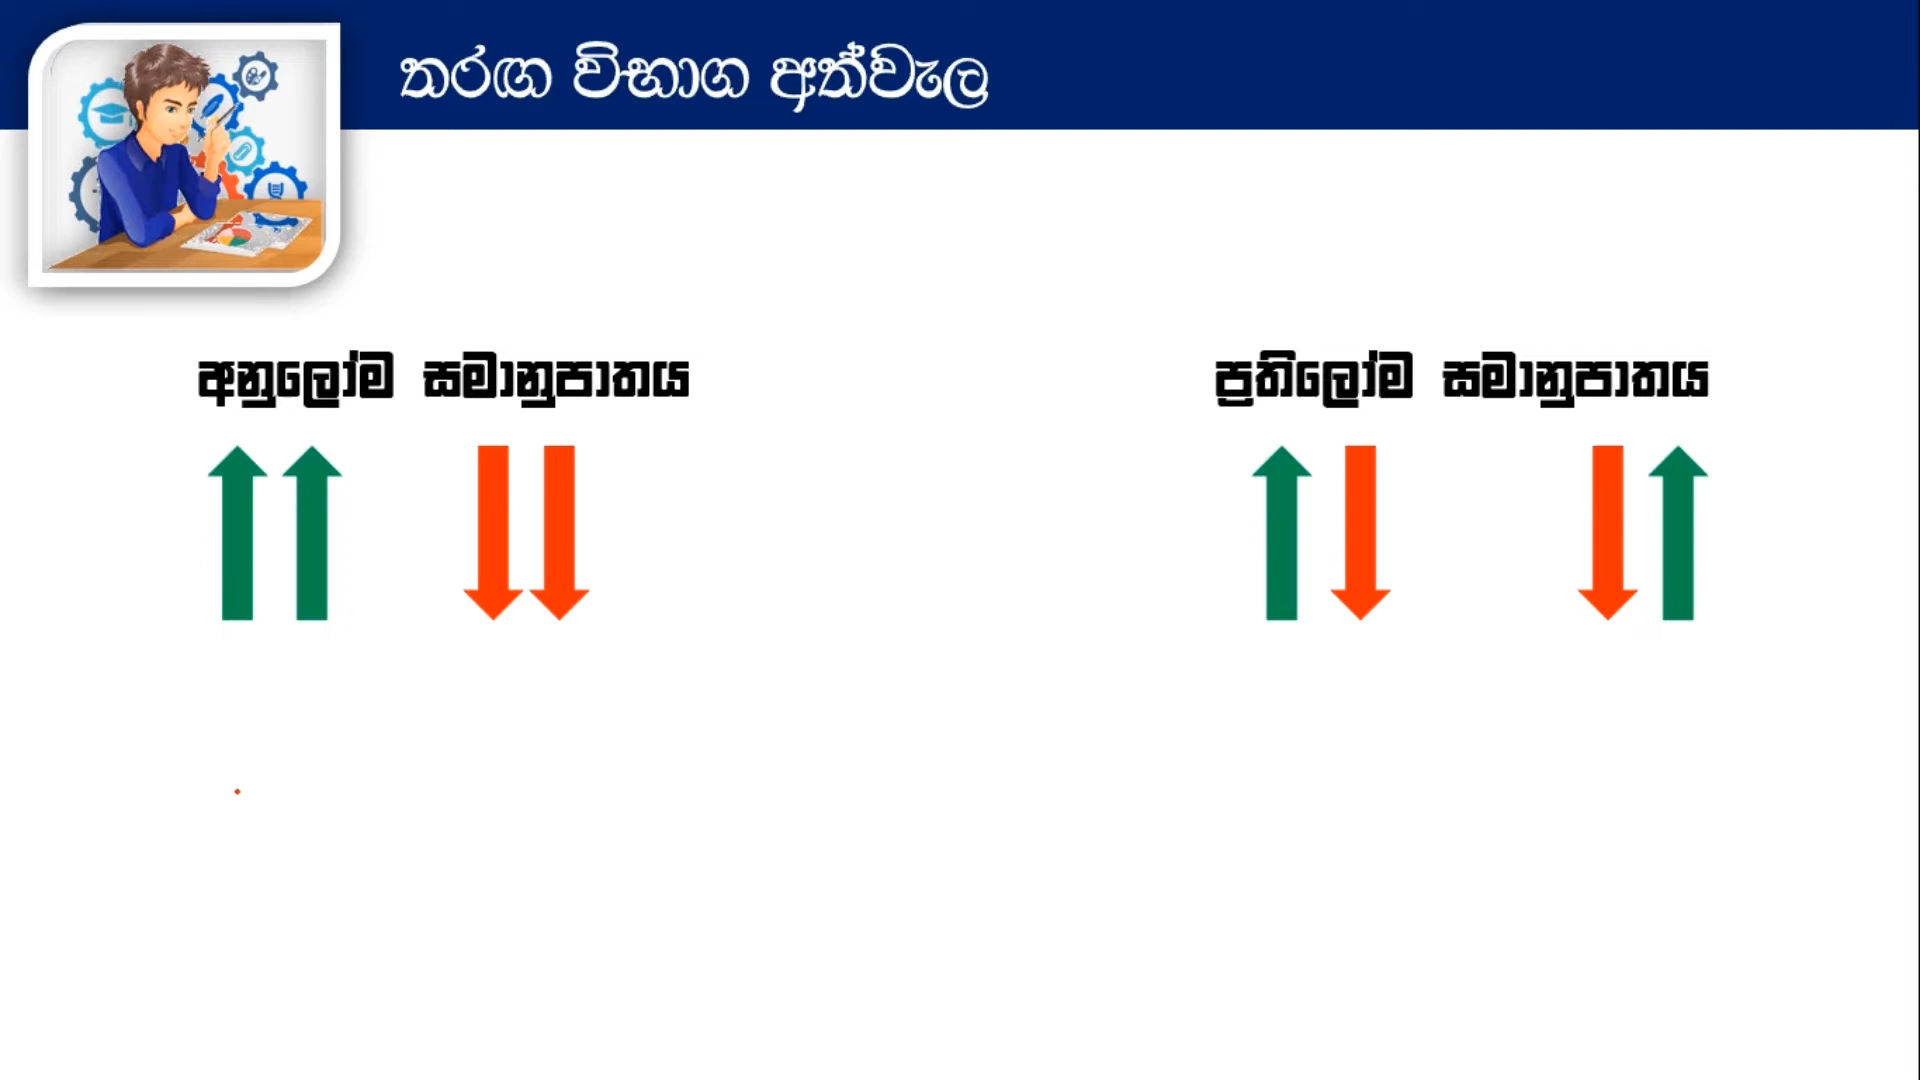 තරඟ විභාග අත්වැල
අනුලෝම සමානුපාතය
ප්‍රතිලෝම සමානුපාතය